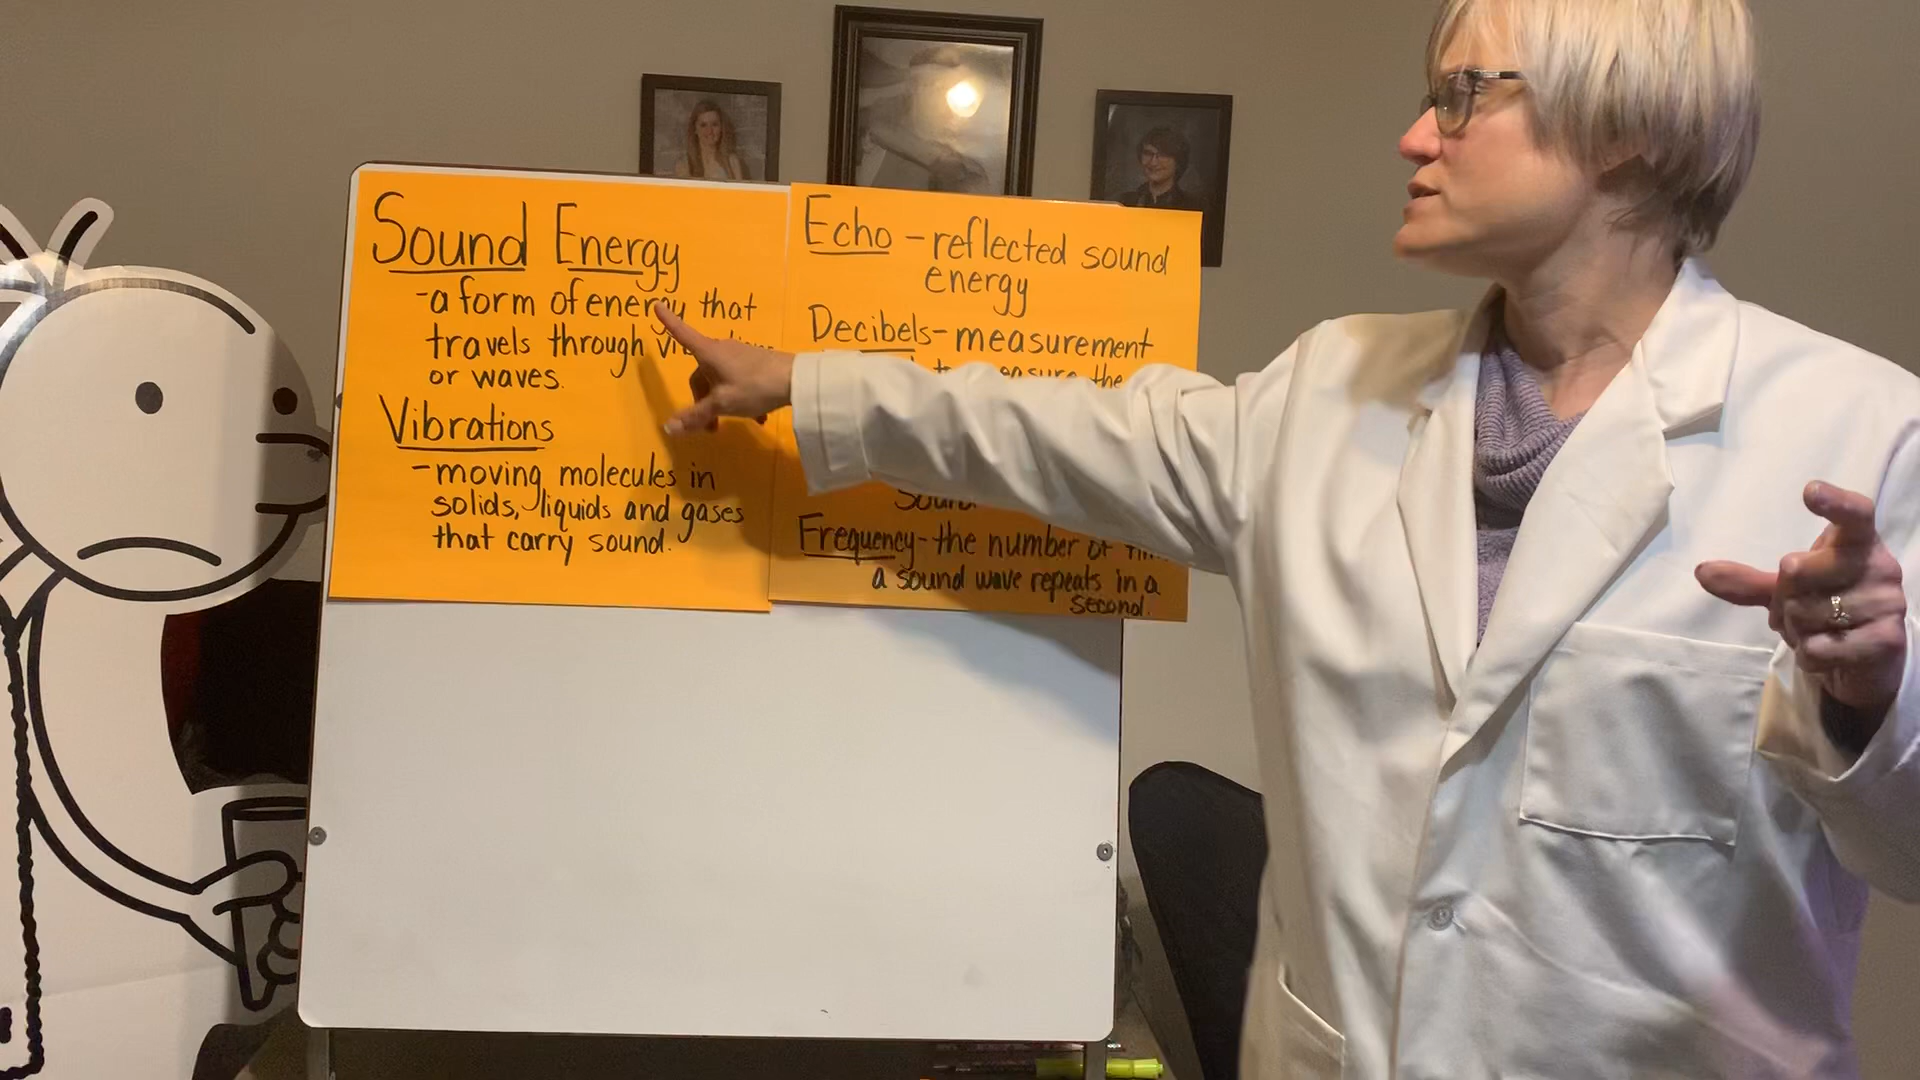 Sound Energy
-a form of energy that
travels through
or waves.
Vibrations
-moving molecules in
solids, liquids and gases
that carry sound.
Echo - reflected sound
energy
Decibels - measurement
the
Frequency - the number of
a sound wave repeats in a
second.